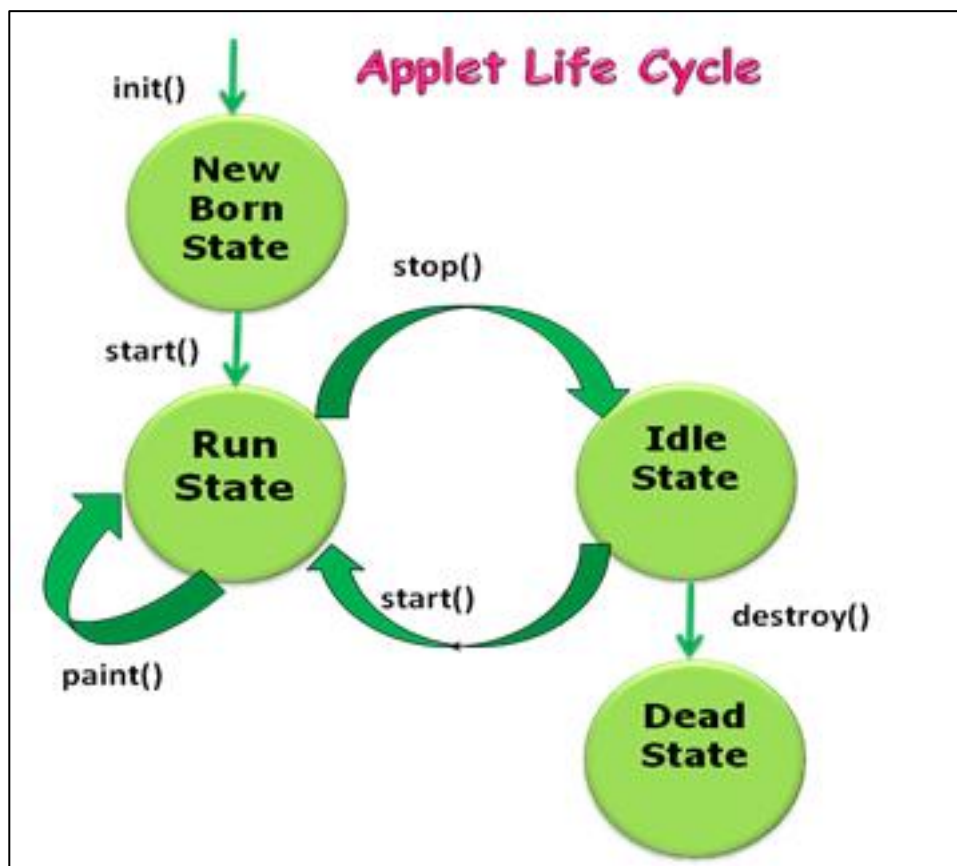 Applet Life Cycle
init()
New
Born
State
stop()
start()
Run
State
Idle
State
start()
destroy()
paint()
Dead
State